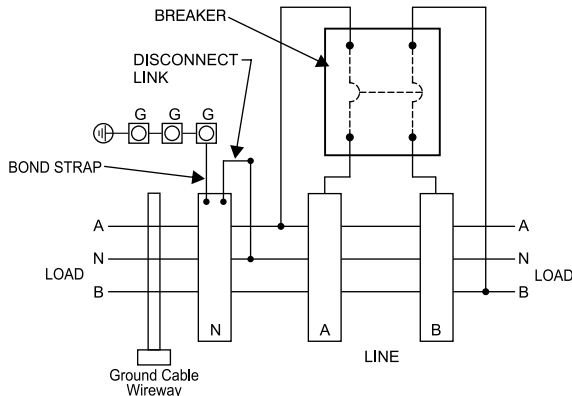 BREAKER
DISCONNECT
LINK
G G G
BOND STRAP
A A
N N
LOAD LOAD
B B
N A B
LINE
Ground Cable
Wireway